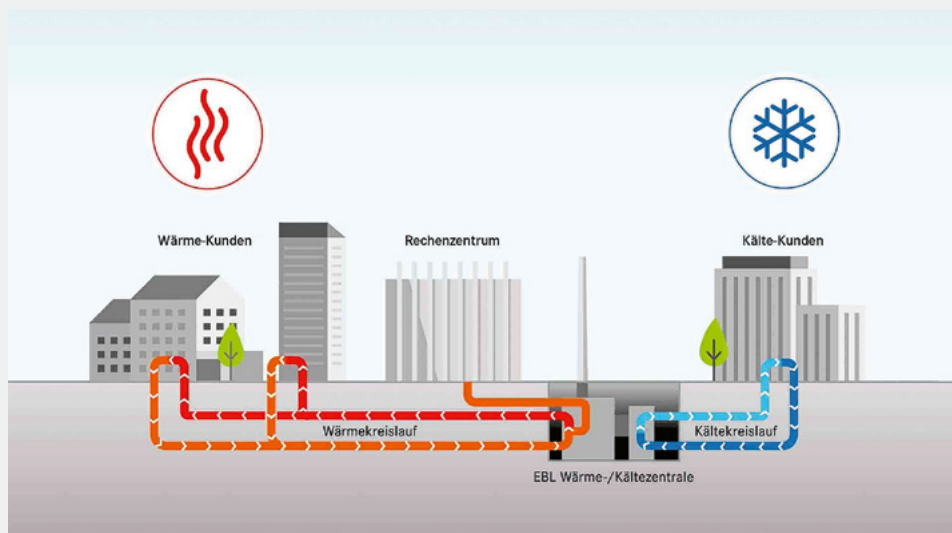 Wärme-Kunden
Rechenzentrum
Kälte-Kunden
Wärmekreislauf
Kältekreislauf
EBL Wärme-/Kältezentrale